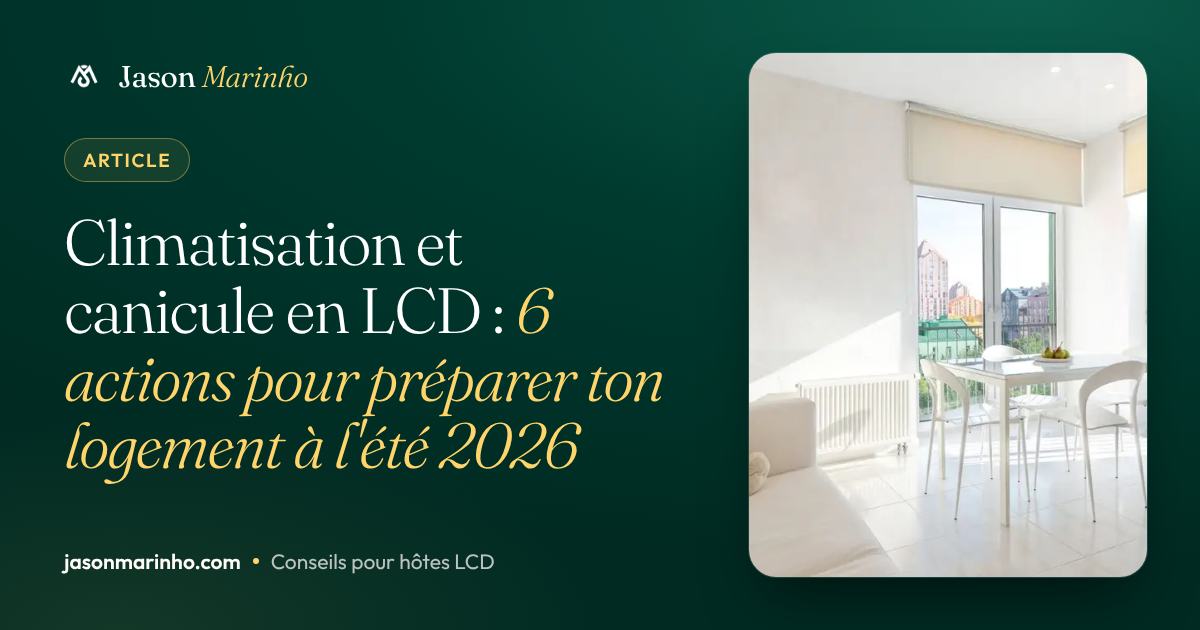 Jason Marinho
ARTICLE
Climatisation et
canicule en LCD : 6
actions pour préparer ton
logement à l'été 2026
jasonmarinho.com • Conseils pour hôtes LCD